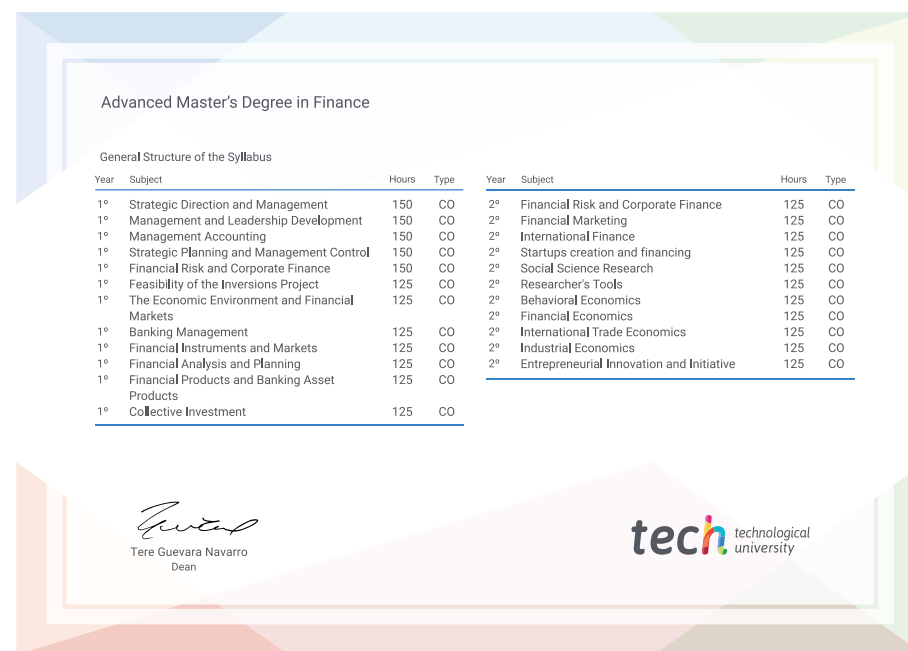 Advanced Master's Degree in Finance
General Structure of the Syllabus
Year Subject Hours Type
1º Strategic Direction and Management 150 CO
1º Management and Leadership Development 150 CO
1º Management Accounting 150 CO
1º Strategic Planning and Management Control 150 CO
1º Financial Risk and Corporate Finance 150 CO
1º Feasibility of the Inversions Project 125 CO
1º The Economic Environment and Financial 125 CO
Markets
1º Banking Management 125 CO
1º Financial Instruments and Markets 125 CO
1º Financial Analysis and Planning 125 CO
1º Financial Products and Banking Asset 125 CO
Products
1º Collective Investment 125 CO
Year Subject Hours Type
2º Financial Risk and Corporate Finance 125 CO
2º Financial Marketing 125 CO
2º International Finance 125 CO
2º Startups creation and financing 125 CO
2º Social Science Research 125 CO
2º Researcher's Tools 125 CO
2º Behavioral Economics 125 CO
2º Financial Economics 125 CO
2º International Trade Economics 125 CO
2º Industrial Economics 125 CO
2º Entrepreneurial Innovation and Initiative 125 CO
Tere Guevara Navarro
Dean
tech technological
university